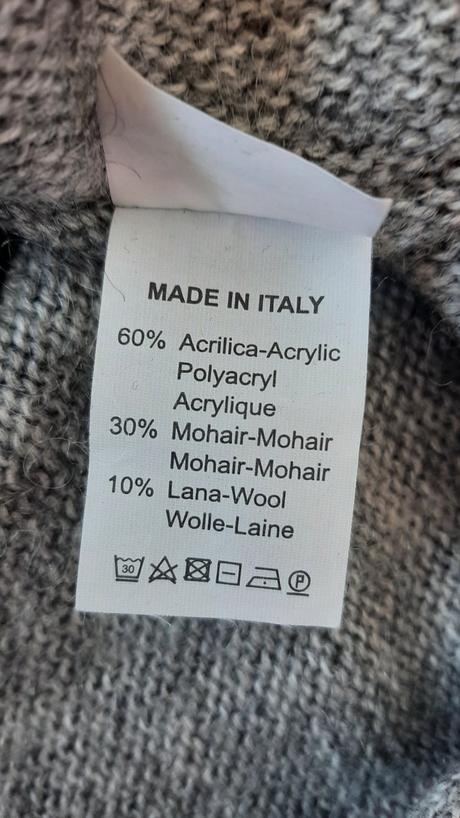 MADE IN ITALY
60% Acrilica-Acrylic
Polyacryl
Acrylique
30% Mohair-Mohair
Mohair-Mohair
10% Lana-Wool
Wolle-Laine
30 P